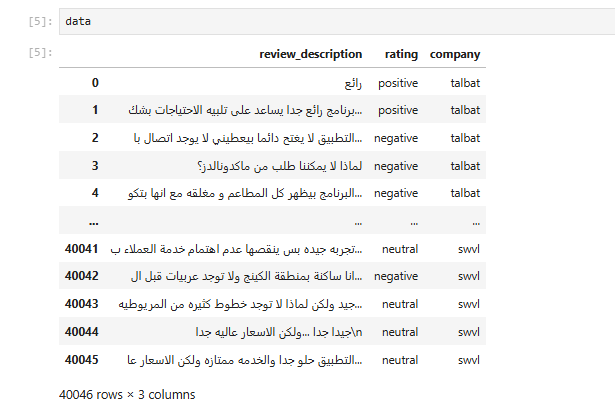 [5]: data
[5]: review_description rating company
0 رائع positive talbat
1 برنامج رائع جدا يساعد على تلبيه الاحتياجات بشك... positive talbat
2 التطبيق لا يغتح دائما بيعطيني لا يوجد اتصال با... negative talbat
3 لماذا لا يمكننا طلب من ماكدونالدز؟ negative talbat
4 البرنامج بيظهر كل المطاعم و مغلقه مع انها بتكو... negative talbat
... ... ... ...
40041 تجربه جيده بس ينقصها عدم اهتمام خدمة العملاء ب... neutral swvl
40042 انا ساكنة بمنطقة الكينج ولا توجد عربيات قبل ال... negative swvl
40043 جيد ولكن لماذا لا توجد خطوط كثيره من المريوطيه... neutral swvl
40044 جيدا جدا ...ولكن الاسعار عاليه جدا\n neutral swvl
40045 التطبيق حلو جدا والخدمه ممتازه ولكن الاسعار عا... neutral swvl
40046 rows × 3 columns